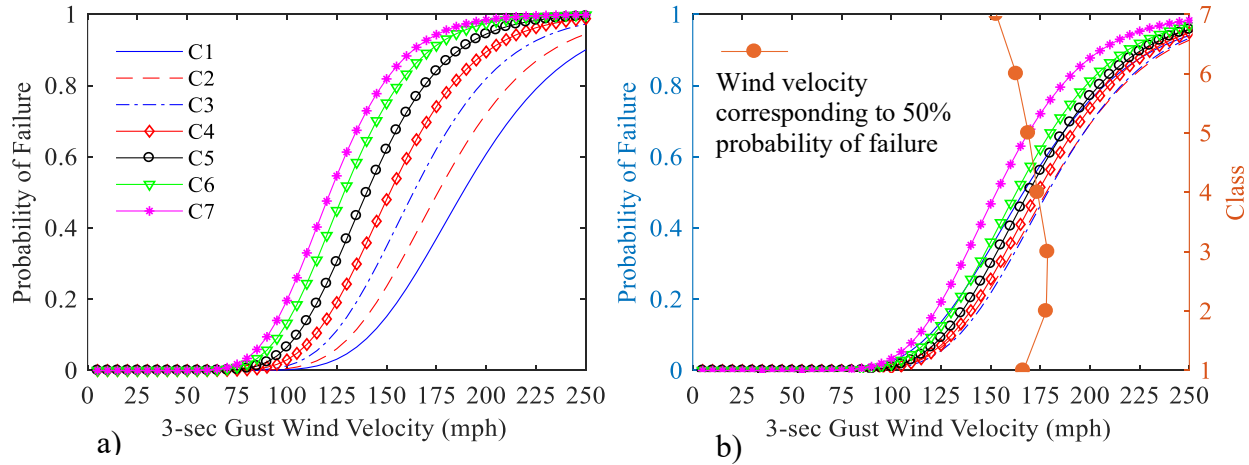 1
0.8
0.6
0.4
0.2
0
Probability of Failure
C1
C2
C3
C4
C5
C6
C7
0 25 50 75 100 125 150 175 200 225 250
3-sec Gust Wind Velocity (mph)
a)
1
0.8
0.6
0.4
0.2
0
Probability of Failure
Wind velocity
corresponding to 50%
probability of failure
7
6
5
4
3
2
1
Class
0 25 50 75 100 125 150 175 200 225 250
3-sec Gust Wind Velocity (mph)
b)